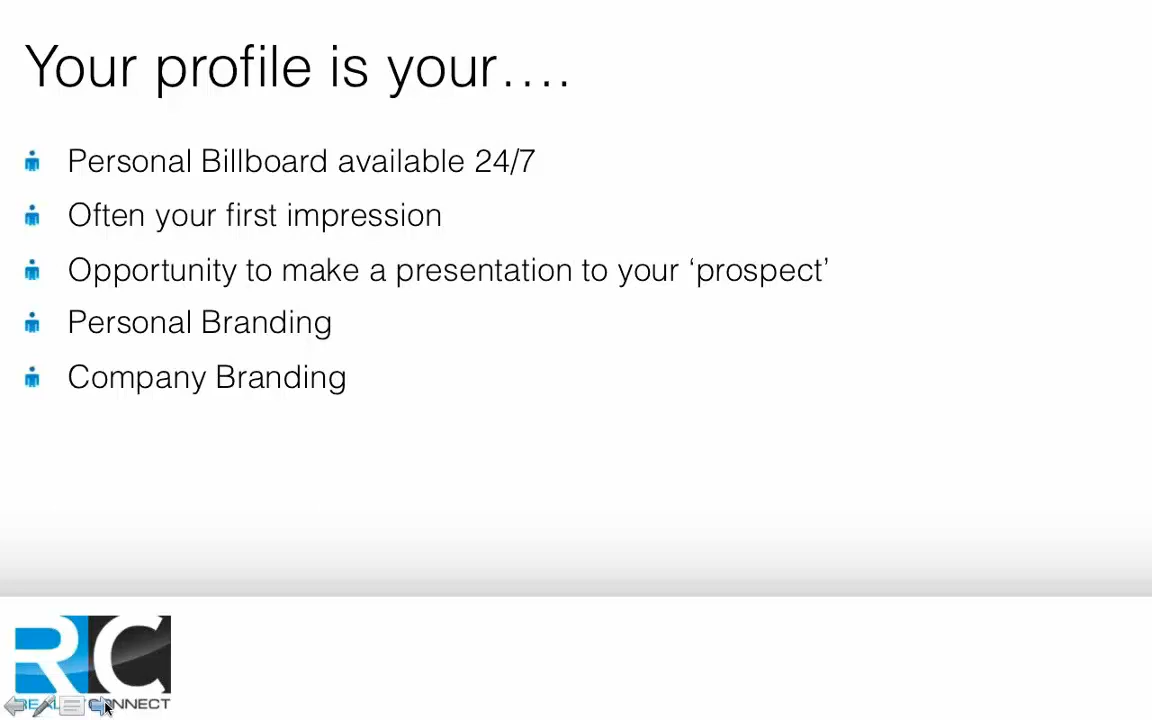 Your profile is your....
Personal Billboard available 24/7
Often your first impression
Opportunity to make a presentation to your ‘prospect’
Personal Branding
Company Branding
RC